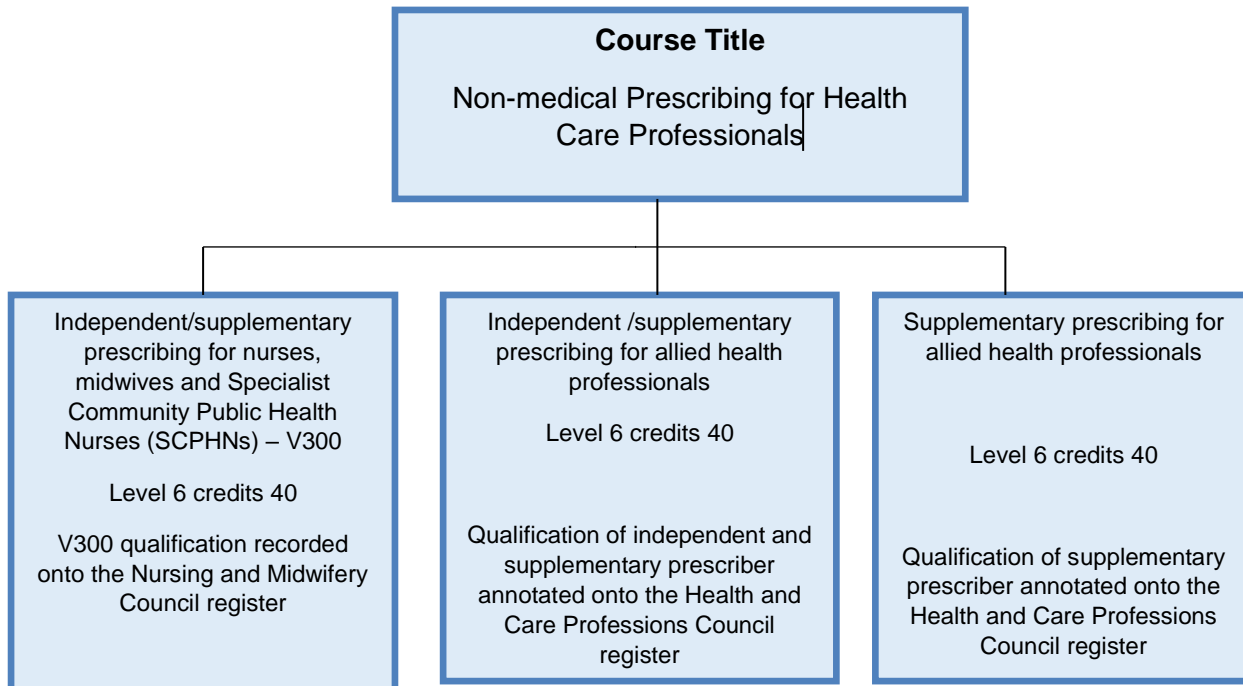 Course Title
Non-medical Prescribing for Health
Care Professionals
Independent/supplementary
prescribing for nurses,
midwives and Specialist
Community Public Health
Nurses (SCPHNs) – V300
Level 6 credits 40
V300 qualification recorded
onto the Nursing and Midwifery
Council register
Independent /supplementary
prescribing for allied health
professionals
Level 6 credits 40
Qualification of independent and
supplementary prescriber
annotated onto the Health and
Care Professions Council
register
Supplementary prescribing for
allied health professionals
Level 6 credits 40
Qualification of supplementary
prescriber annotated onto the
Health and Care Professions
Council register